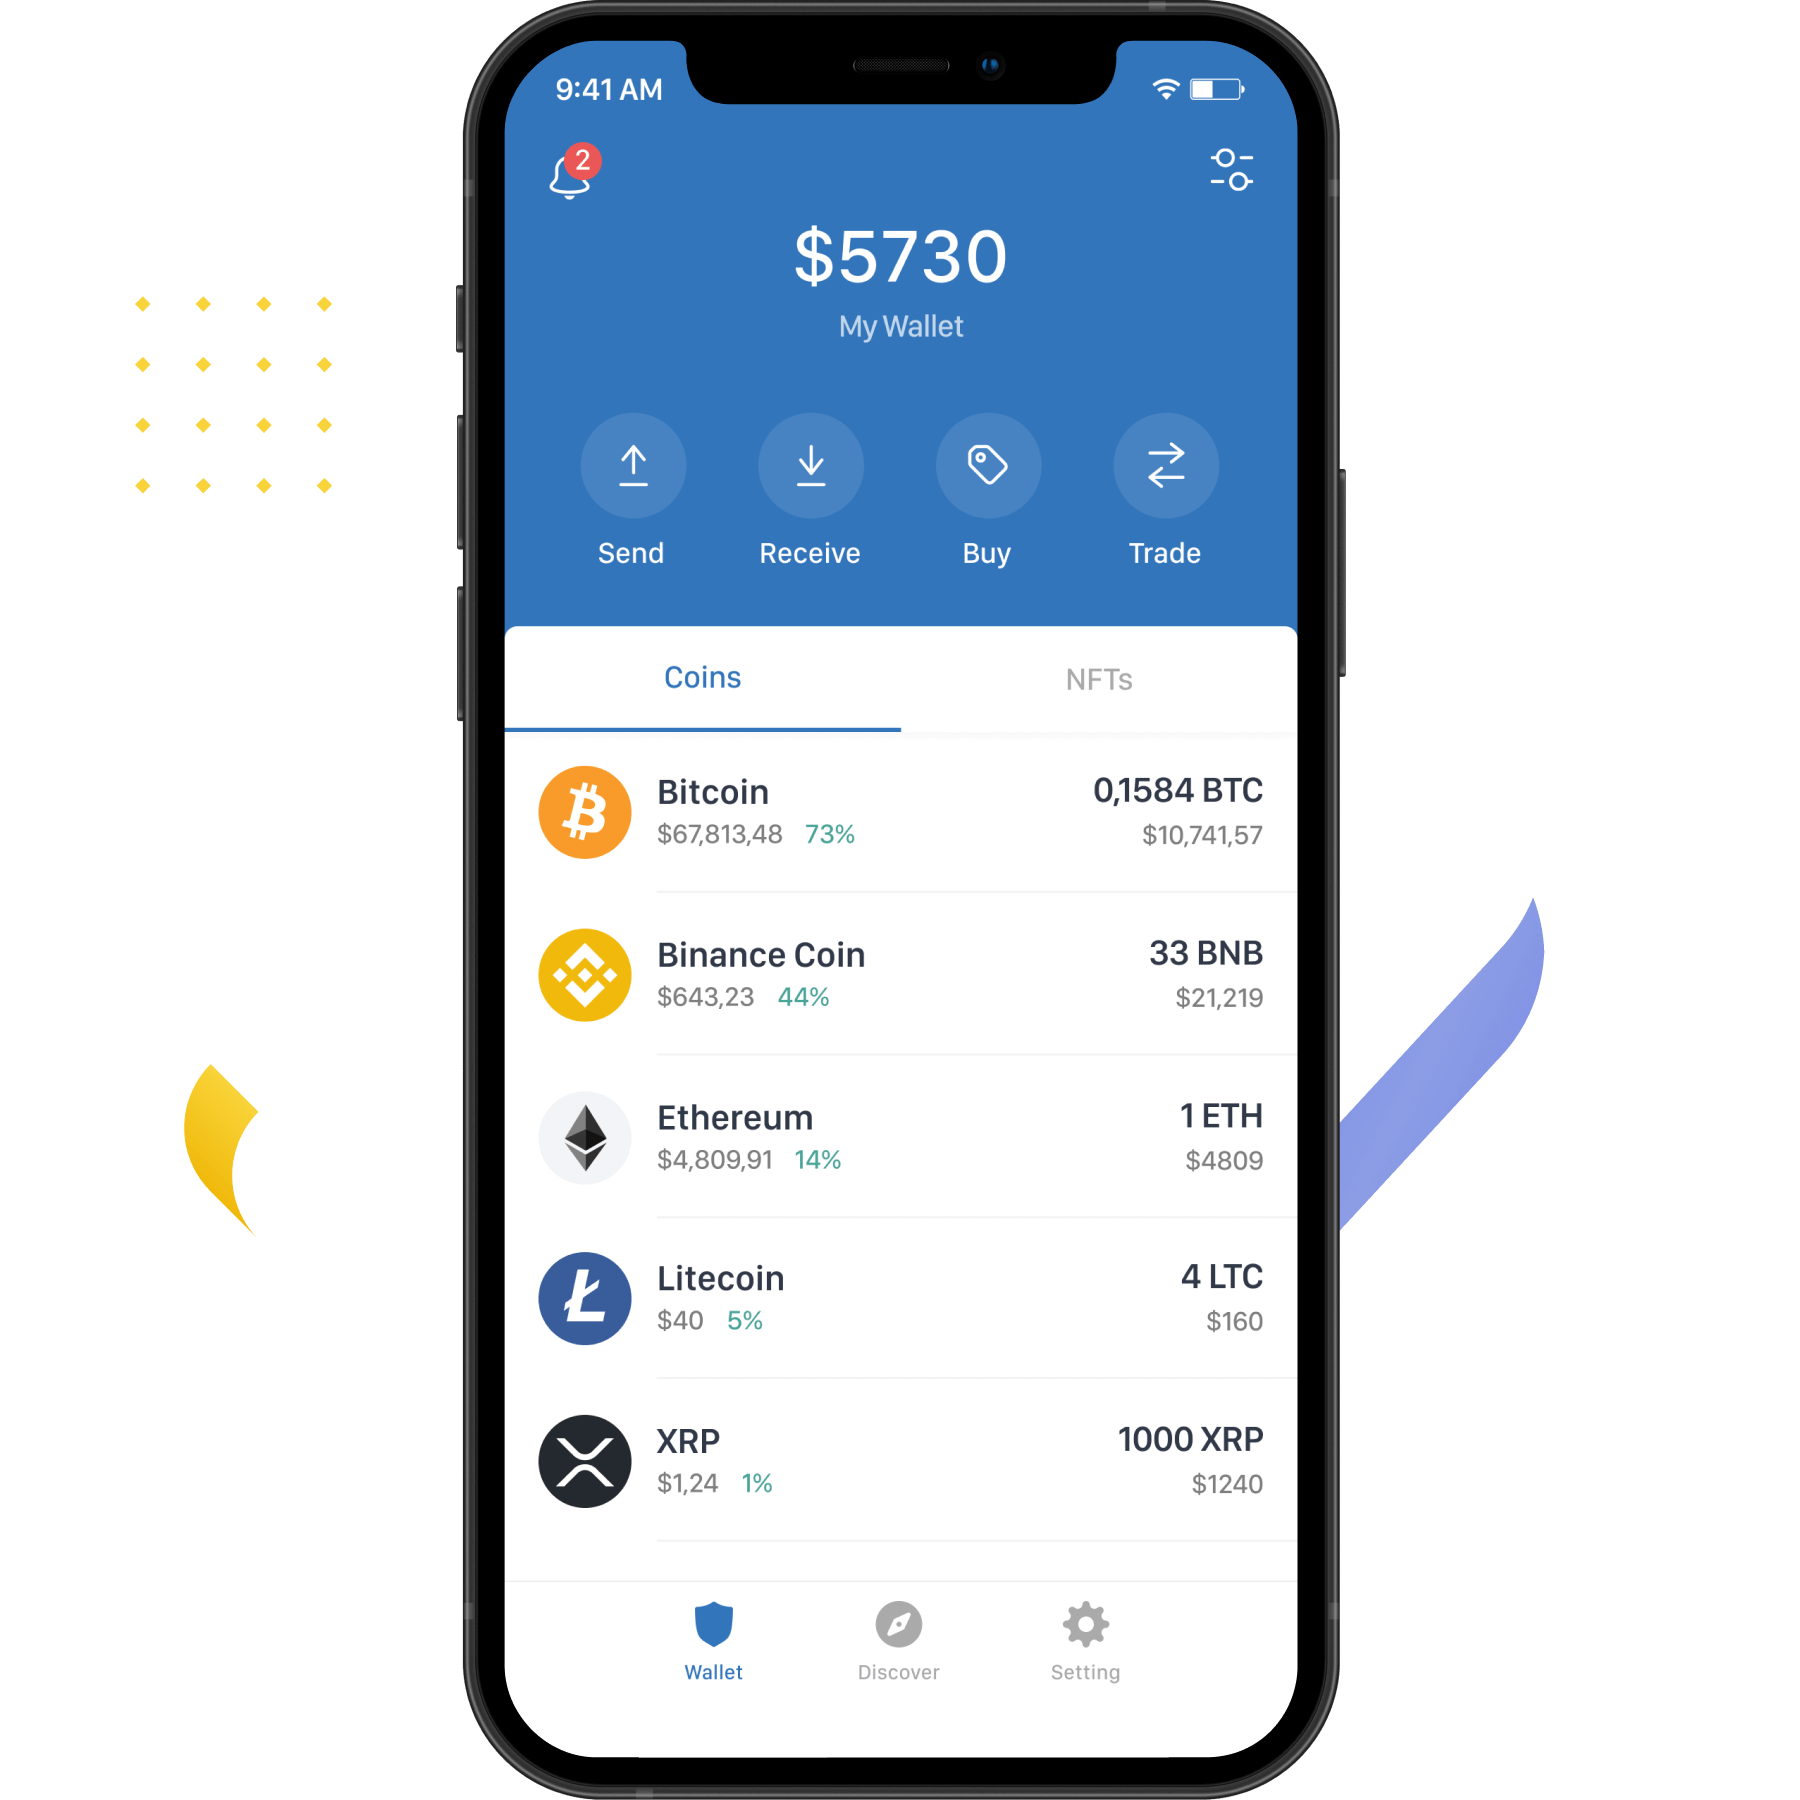 9:41 AM
2
$5730
My Wallet
Send Receive Buy Trade
Coins NFTs
Bitcoin 0,1584 BTC
$67,813,48 73% $10,741,57
Binance Coin 33 BNB
$643,23 44% $21,219
Ethereum 1 ETH
$4,809,91 14% $4809
Litecoin 4 LTC
$40 5% $160
XRP 1000 XRP
$1,24 1% $1240
Wallet Discover Setting